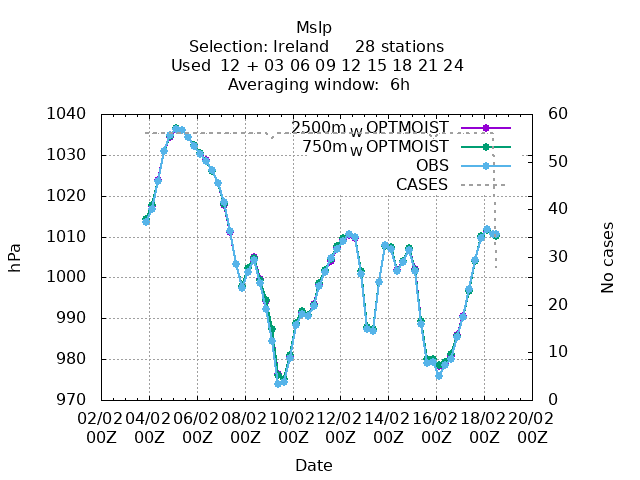 Mslp
Selection: Ireland 28 stations
Used 12 + 03 06 09 12 15 18 21 24
Averaging window: 6h
2500m_W OPTMOIST
750m_W OPTMOIST
OBS
CASES
1040
1030
1020
1010
1000
990
980
970
60
50
40
30
20
10
0
hPa
No cases
02/02 04/02 06/02 08/02 10/02 12/02 14/02 16/02 18/02 20/02
00Z 00Z 00Z 00Z 00Z 00Z 00Z 00Z 00Z 00Z
Date